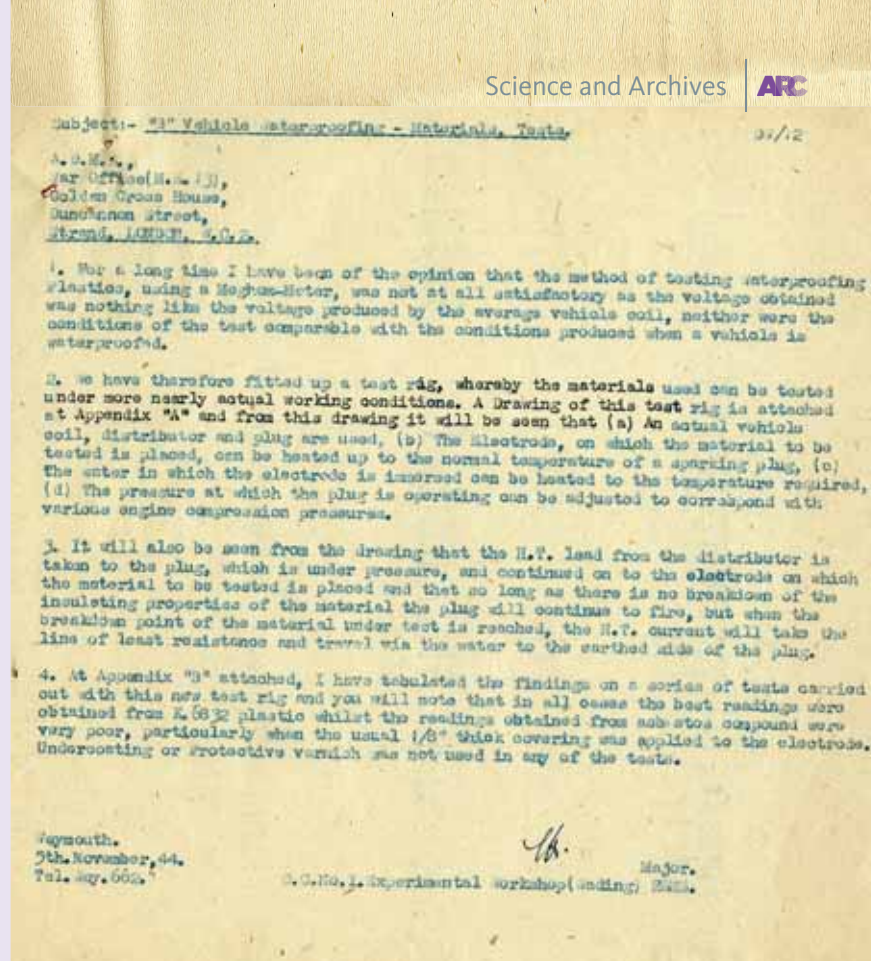 Science and Archives ARC
Subject:- "B" Vehicle Waterproofing - Materials, Tests.
War Office
Golden Cross House,
Duncannon Street,
Strand, LONDON, W.C.2.
1. For a long time I have been of the opinion that the method of testing waterproofing
Plastics, using a Meghom-Meter, was not at all satisfactory as the voltage obtained
was nothing like the voltage produced by the average vehicle coil, neither were the
conditions of the test comparable with the conditions produced when a vehicle is
waterproofed.
2. We have therefore fitted up a test rig, whereby the materials used can be tested
under more nearly actual working conditions. A Drawing of this test rig is attached
at Appendix "A" and from this drawing it will be seen that (a) An actual vehicle
coil, distributor and plug are used, (b) The Electrode, on which the material to be
tested is placed, can be heated up to the normal temperature of a sparking plug, (c)
The water in which the electrode is immersed can be heated to the temperature required,
(d) The pressure at which the plug is operating can be adjusted to correspond with
various engine compression pressures.
3. It will also be seen from the drawing that the H.T. lead from the distributor is
taken to the plug, which is under pressure, and continued on to the electrode on which
the material to be tested is placed and that so long as there is no breakdown of the
insulating properties of the material the plug will continue to fire, but when the
breakdown point of the material under test is reached, the H.T. current will take the
line of least resistance and travel via the water to the earthed side of the plug.
4. At Appendix "B" attached, I have tabulated the findings on a series of tests carried
out with this new test rig and you will note that in all cases the best readings were
obtained from K.6832 plastic whilst the readings obtained from asbestos compound were
very poor, particularly when the usual 1/8" thick covering was applied to the electrode.
Undercoating or Protective varnish was not used in any of the tests.
Weymouth.
5th.November,44.
Tel. Wey.662.
Major.
O.C.No.1.Experimental Workshop(Wading) REME.